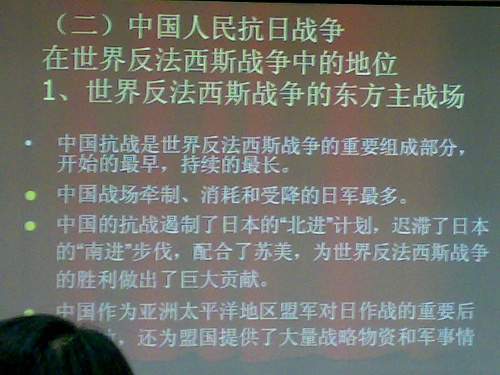 （二）中国人民抗日战争
在世界反法西斯战争中的地位
1、世界反法西斯战争的东方主战场
• 中国抗战是世界反法西斯战争的重要组成部分，
开始的最早，持续的最长。
• 中国战场牵制、消耗和受降的日军最多。
• 中国的抗战遏制了日本的“北进”计划，迟滞了日本
的“南进”步伐，配合了苏美，为世界反法西斯战争
的胜利做出了巨大贡献。
• 中国作为亚洲太平洋地区盟军对日作战的重要后
，还为盟国提供了大量战略物资和军事情